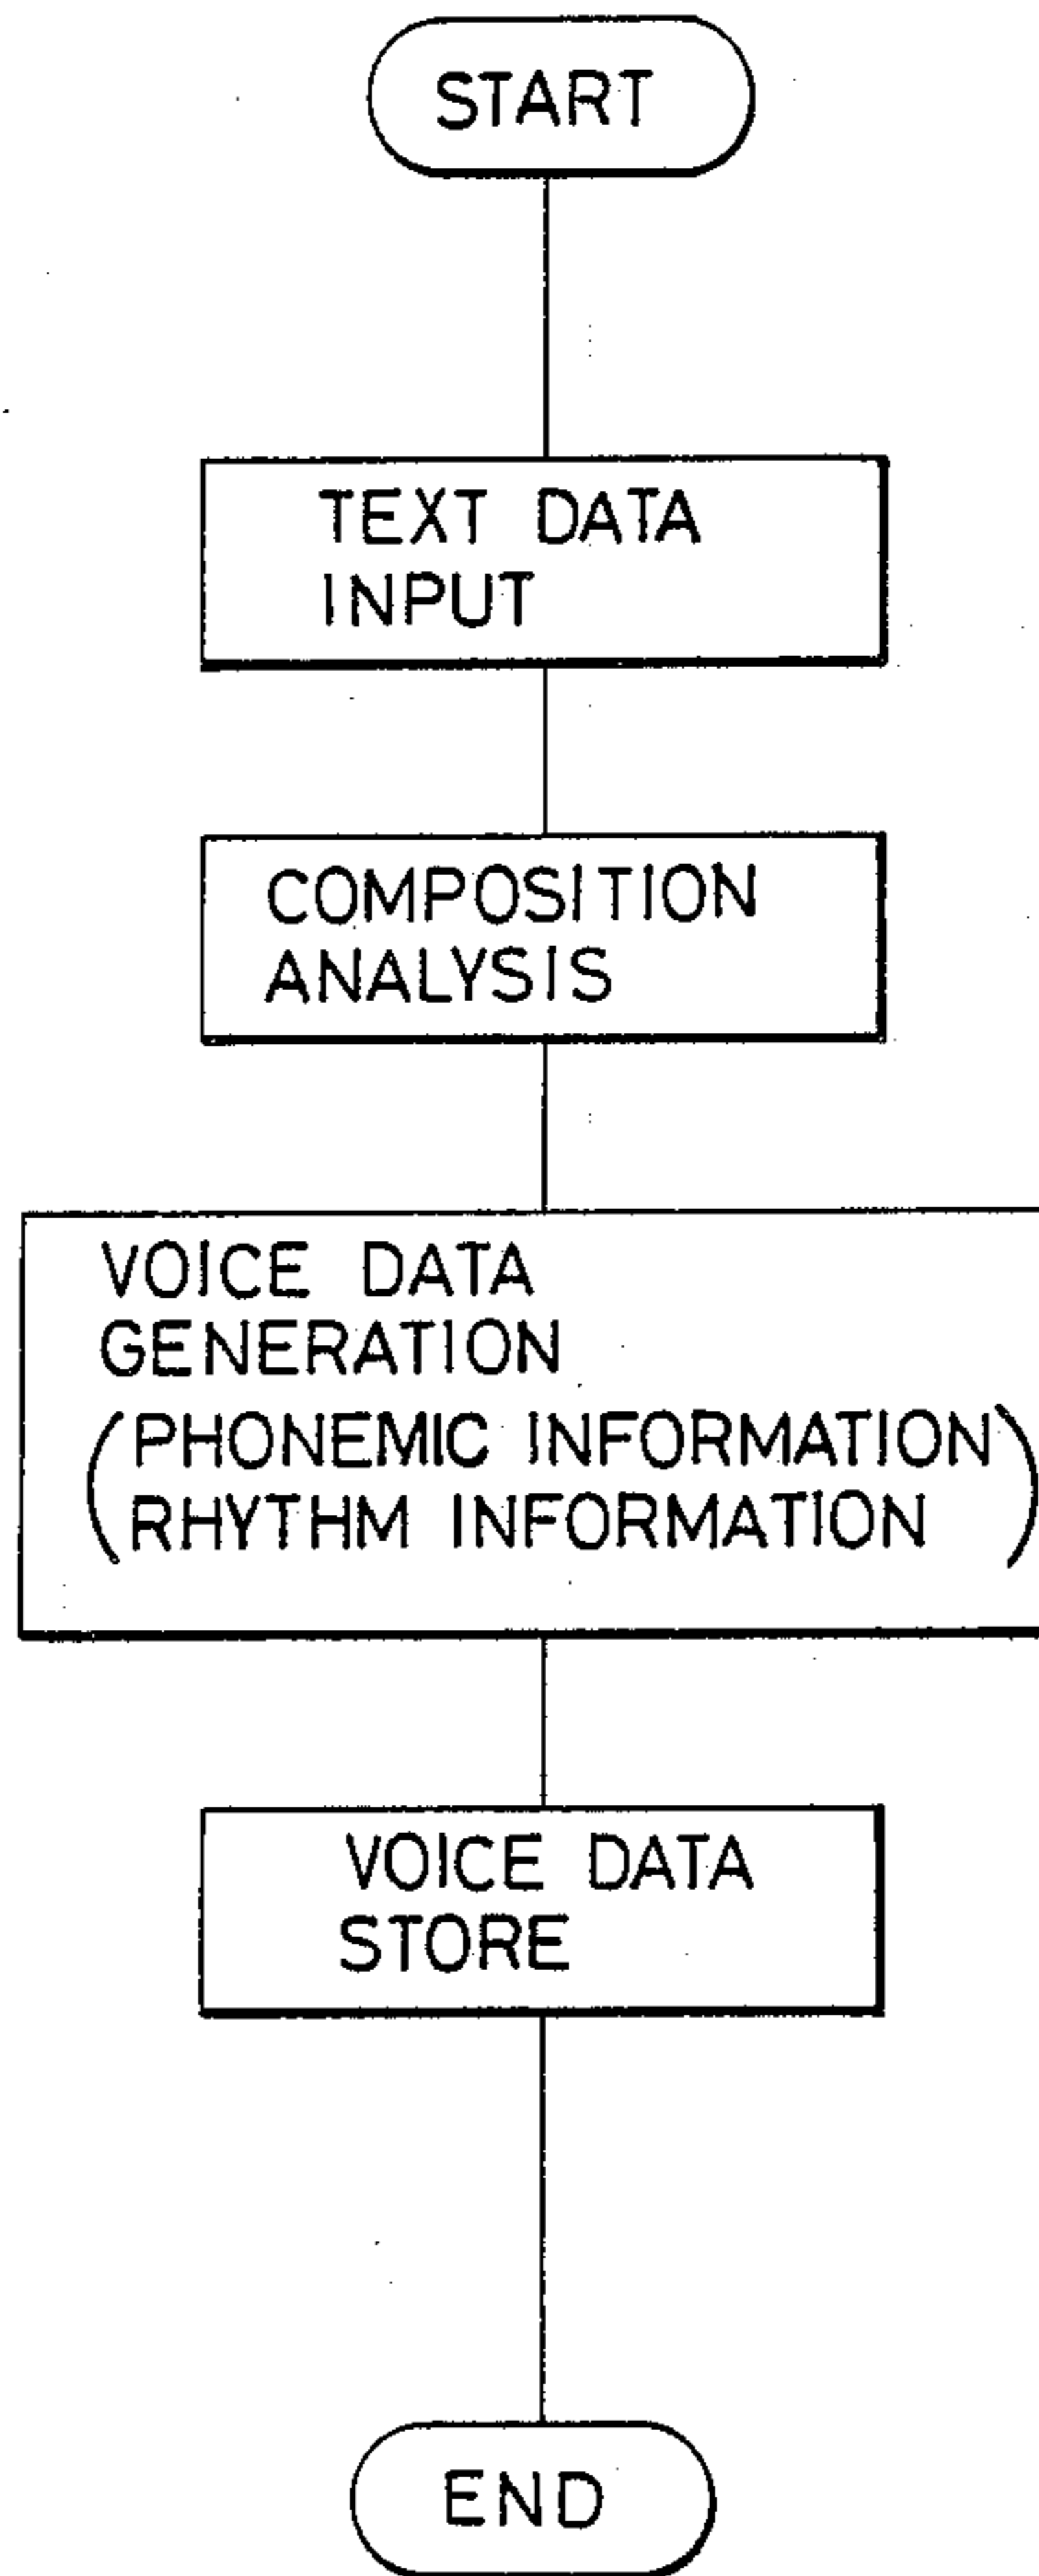 START
TEXT DATA
INPUT
COMPOSITION
ANALYSIS
VOICE DATA
GENERATION
(PHONEMIC INFORMATION
RHYTHM INFORMATION)
VOICE DATA
STORE
END